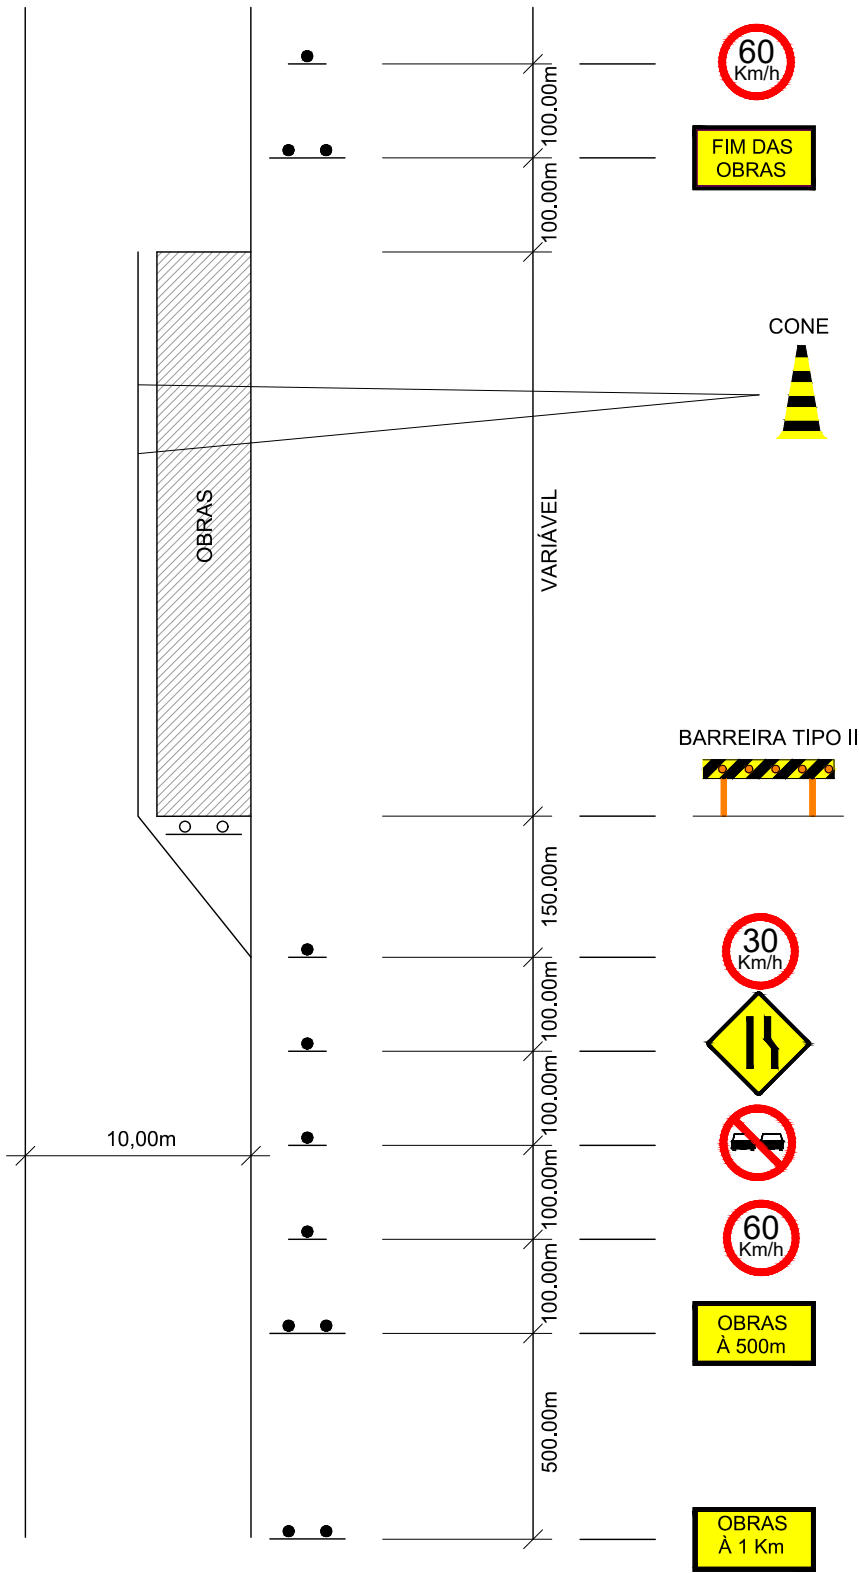 60
Km/h
100.00m
FIM DAS
OBRAS
100.00m
CONE
OBRAS
VARIÁVEL
BARREIRA TIPO II
150.00m
30
Km/h
100.00m
100.00m
10,00m
100.00m
60
Km/h
100.00m
OBRAS
À 500m
500.00m
OBRAS
À 1 Km